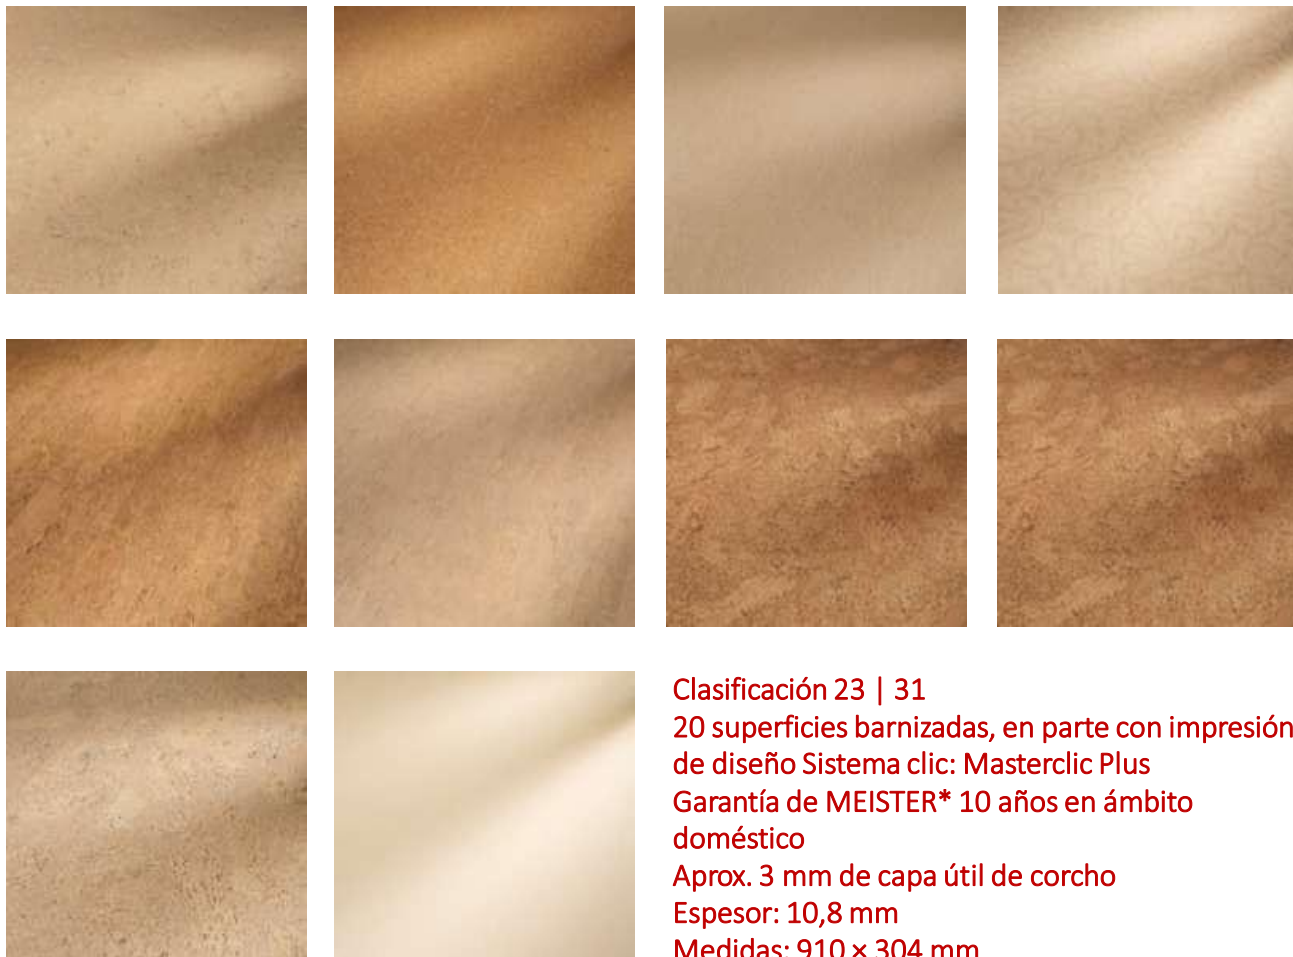 Clasificación 23 | 31
20 superficies barnizadas, en parte con impresión
de diseño Sistema clic: Masterclic Plus
Garantía de MEISTER* 10 años en ámbito
doméstico
Aprox. 3 mm de capa útil de corcho
Espesor: 10,8 mm
Medidas: 910 × 304 mm